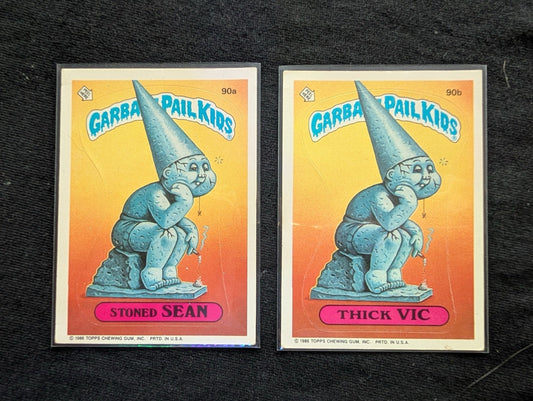 90a
GARBAGE PAIL KIDS®
STONED SEAN
© 1986 TOPPS CHEWING GUM, INC. PRTD. IN U.S.A.
90b
GARBAGE PAIL KIDS®
THICK VIC
© 1986 TOPPS CHEWING GUM, INC. PRTD. IN U.S.A.